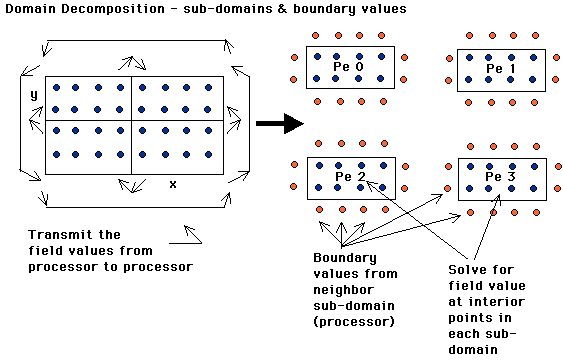 Domain Decomposition - sub-domains & boundary values
Pe 0
Pe 1
y
Pe 2
Pe 3
x
Transmit the
field values from
processor to processor
Boundary
values from
neighbor
sub-domain
(processor)
Solve for
field value
at interior
points in
each sub-
domain